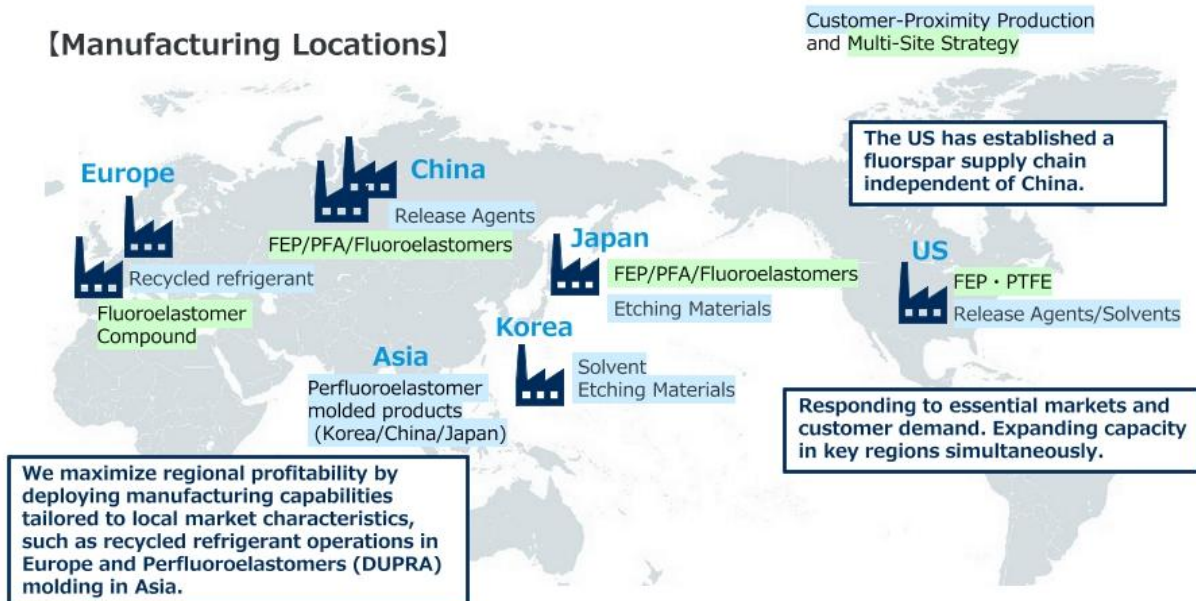 【Manufacturing Locations】
Customer-Proximity Production
and Multi-Site Strategy
The US has established a
fluorspar supply chain
independent of China.
Europe
Recycled refrigerant
Fluoroelastomer
Compound
China
Release Agents
FEP/PFA/Fluoroelastomers
Japan
FEP/PFA/Fluoroelastomers
Etching Materials
US
FEP・PTFE
Release Agents/Solvents
Korea
Solvent
Etching Materials
Asia
Perfluoroelastomer
molded products
(Korea/China/Japan)
Responding to essential markets and
customer demand. Expanding capacity
in key regions simultaneously.
We maximize regional profitability by
deploying manufacturing capabilities
tailored to local market characteristics,
such as recycled refrigerant operations in
Europe and Perfluoroelastomers (DUPRA)
molding in Asia.